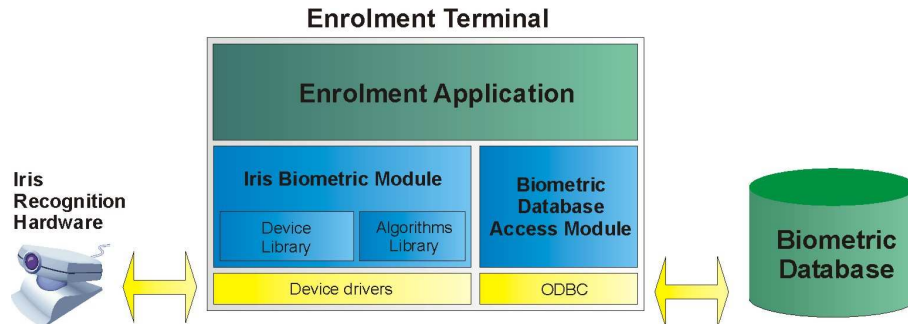 Enrolment Terminal
Enrolment Application
Iris
Recognition
Hardware
Iris Biometric Module
Device
Library
Algorithms
Library
Biometric
Database
Access Module
Device drivers
ODBC
Biometric
Database